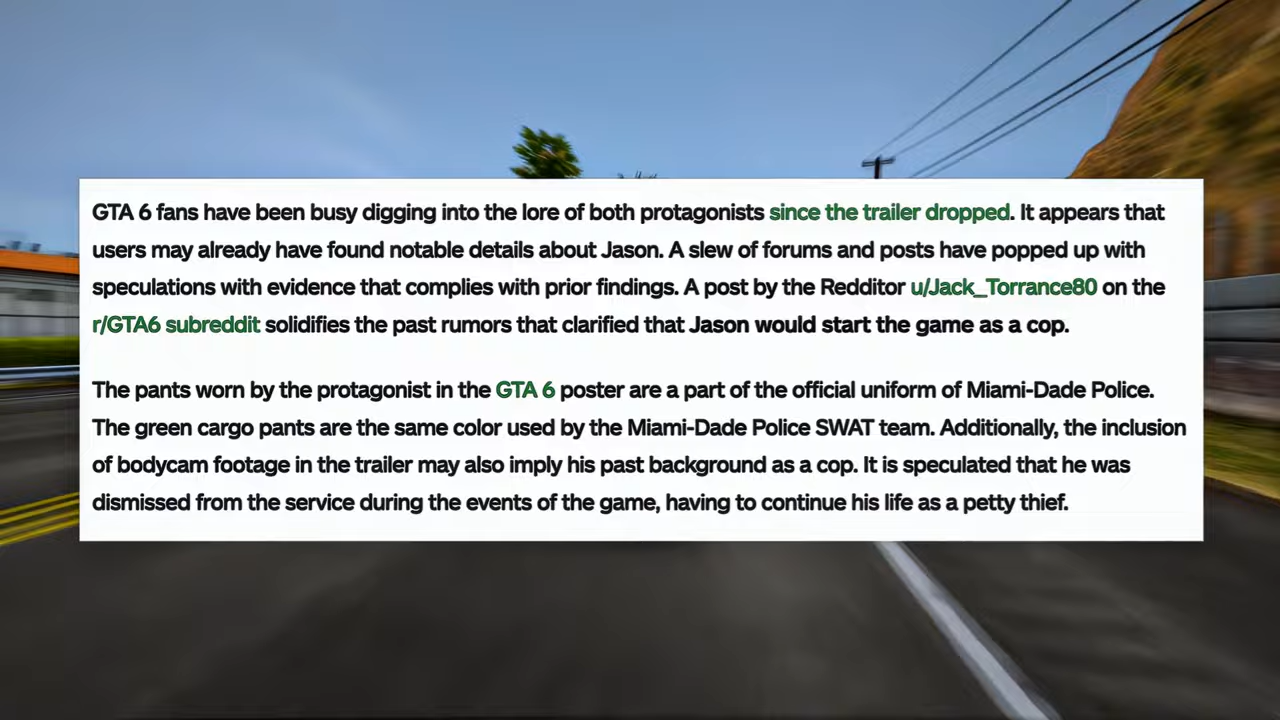 GTA 6 fans have been busy digging into the lore of both protagonists since the trailer dropped. It appears that
users may already have found notable details about Jason. A slew of forums and posts have popped up with
speculations with evidence that complies with prior findings. A post by the Redditor u/Jack_Torrance80 on the
r/GTA6 subreddit solidifies the past rumors that clarified that Jason would start the game as a cop.
The pants worn by the protagonist in the GTA 6 poster are a part of the official uniform of Miami-Dade Police.
The green cargo pants are the same color used by the Miami-Dade Police SWAT team. Additionally, the inclusion
of bodycam footage in the trailer may also imply his past background as a cop. It is speculated that he was
dismissed from the service during the events of the game, having to continue his life as a petty thief.